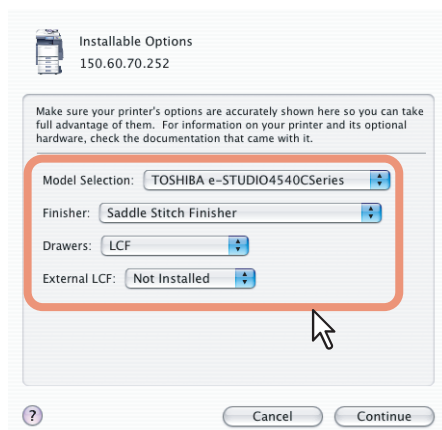 Installable Options
150.60.70.252
Make sure your printer's options are accurately shown here so you can take
full advantage of them. For information on your printer and its optional
hardware, check the documentation that came with it.
Model Selection: TOSHIBA e-STUDIO4540CSeries
Finisher: Saddle Stitch Finisher
Drawers: LCF
External LCF: Not Installed
? Cancel Continue